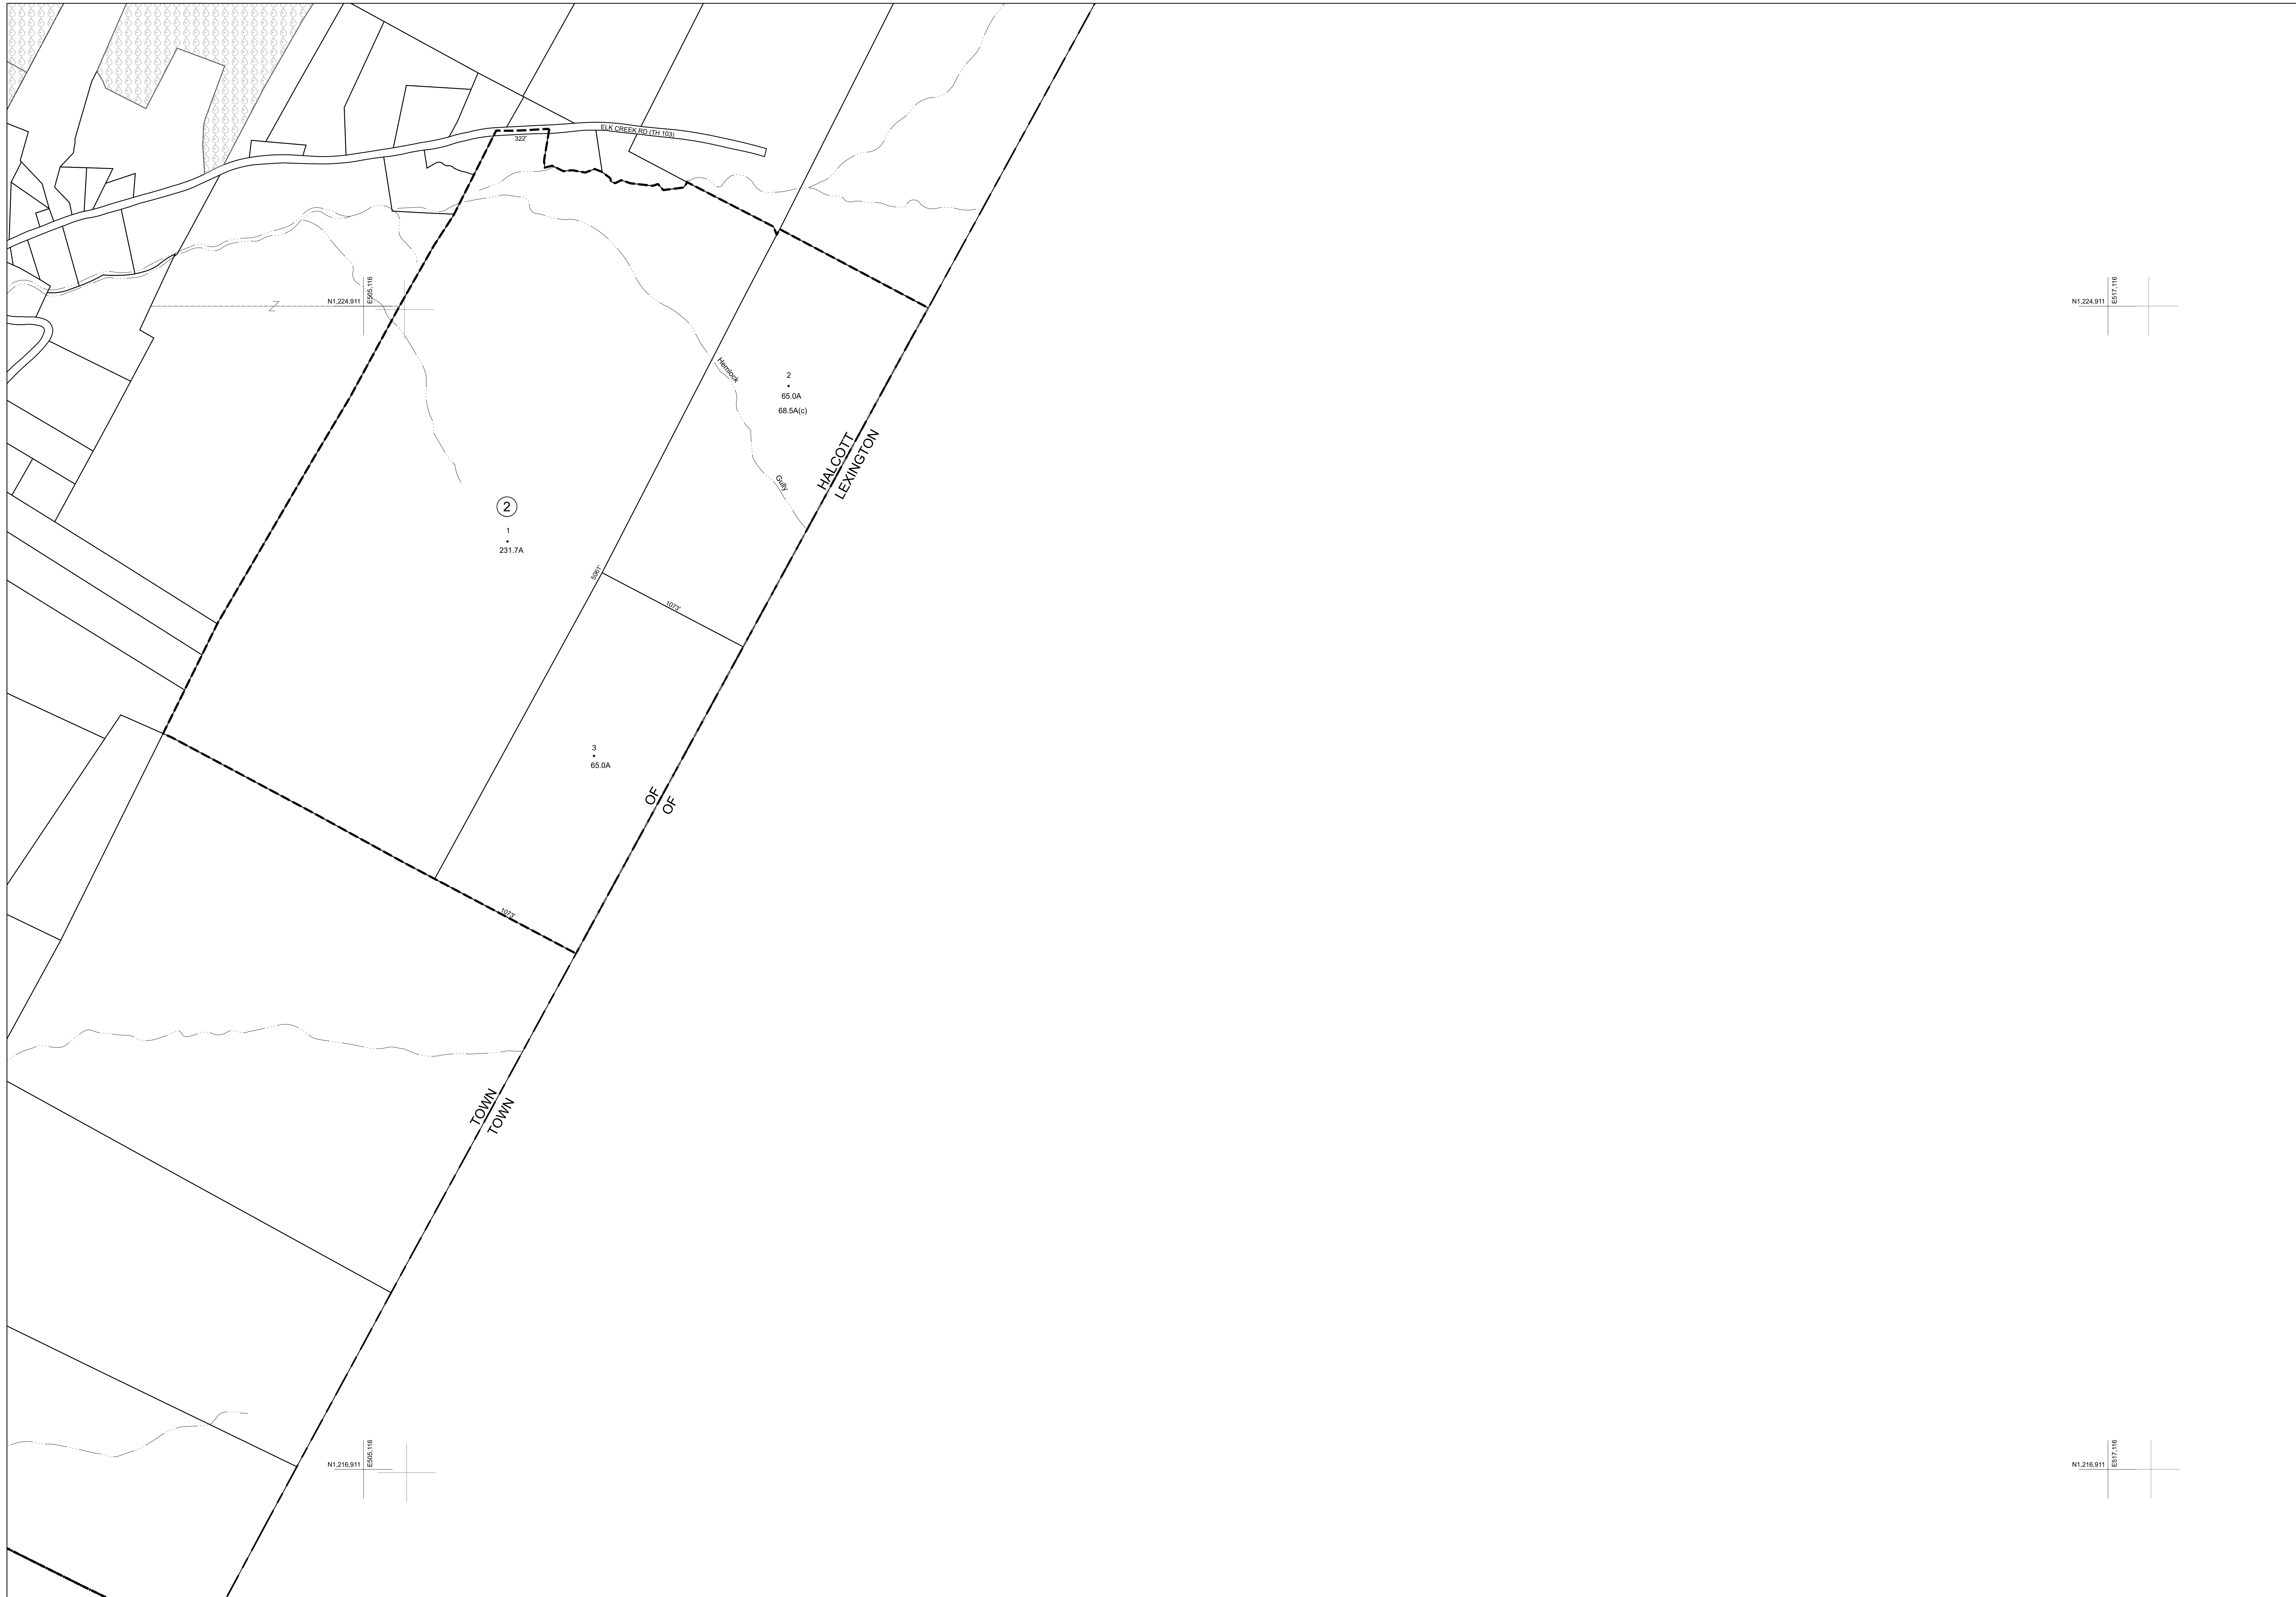 ELK CREEK RD (TH 103)
322'
N1,224,911
E505,116
N1,224,911
E517,116
Z
Hemlock
2
65.0A
68.5A(c)
HALCOTT
LEXINGTON
Gully
2
1
231.7A
5061'
1073'
3
65.0A
OF
OF
1073'
TOWN
TOWN
N1,216,911
E505,116
N1,216,911
E517,116